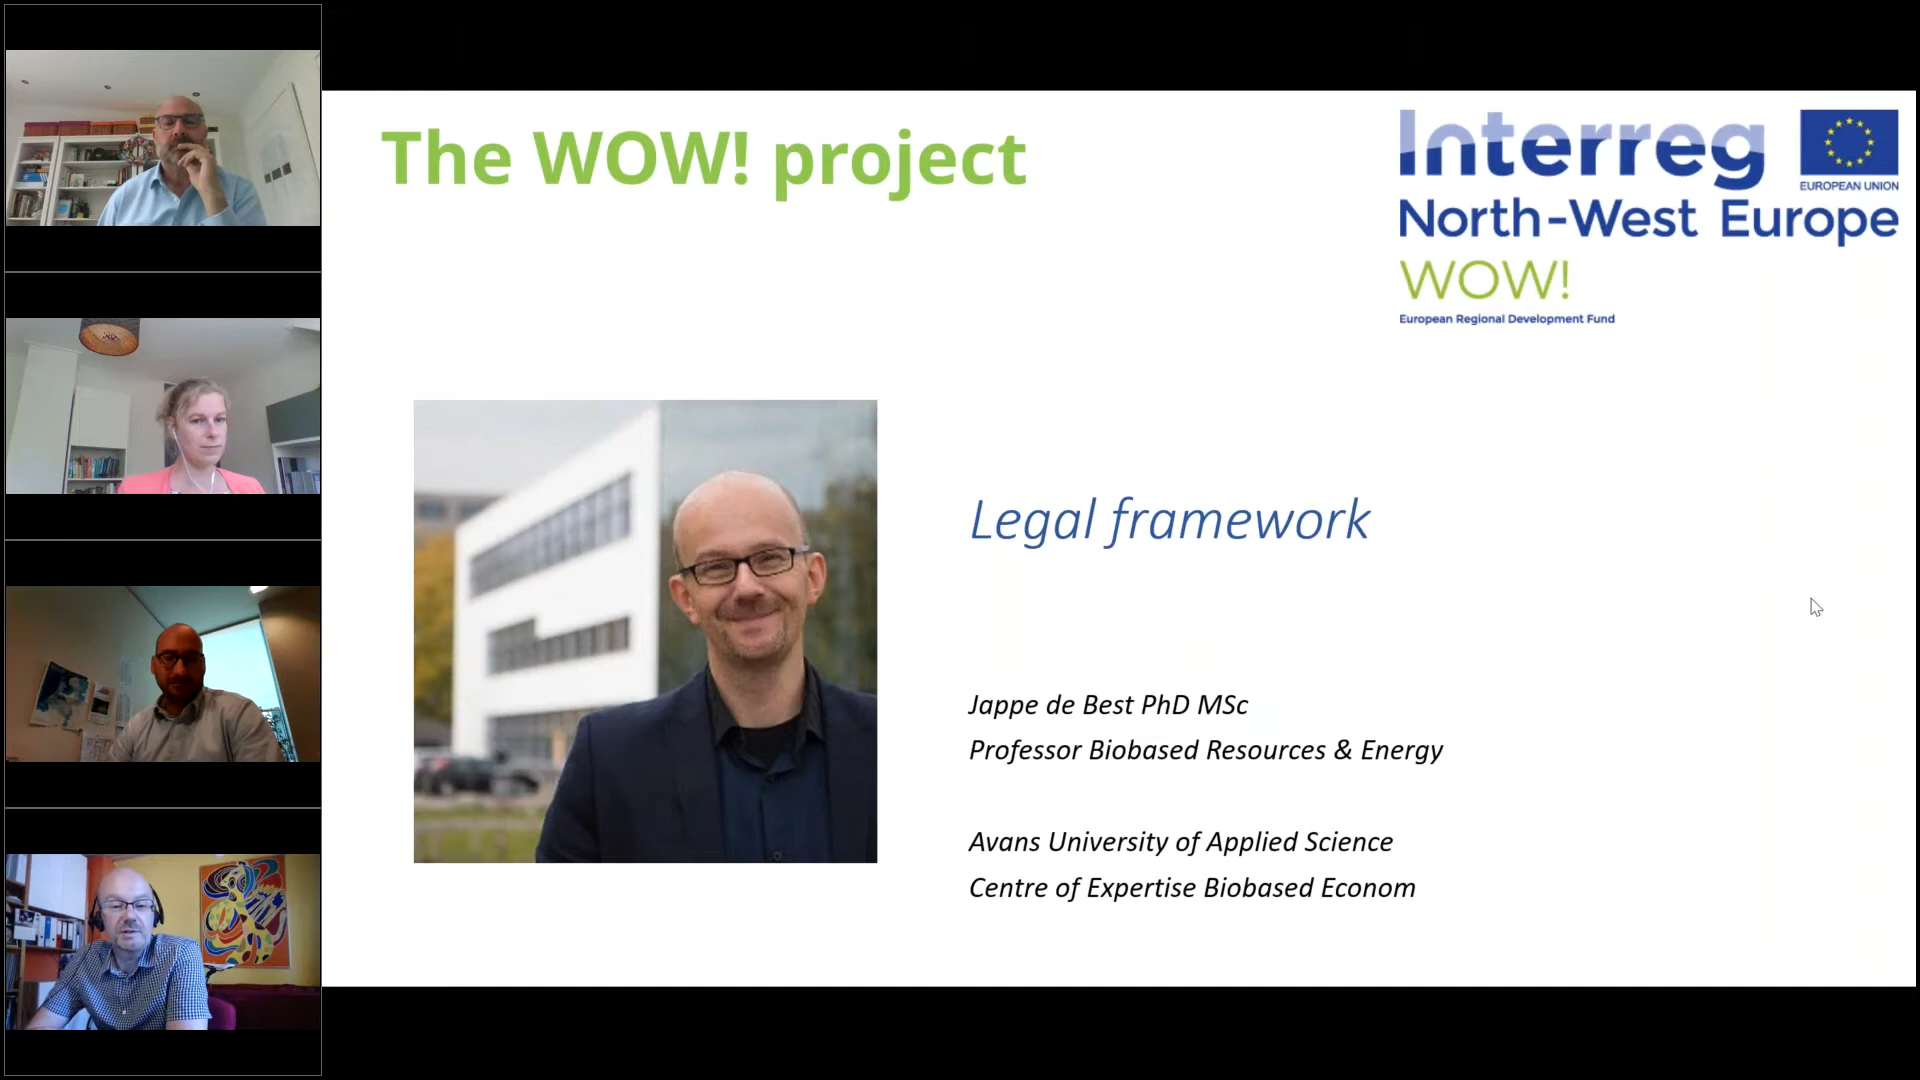 The WOW! project
Interreg
EUROPEAN UNION
North-West Europe
WOW!
European Regional Development Fund
Legal framework
Jappe de Best PhD MSc
Professor Biobased Resources & Energy
Avans University of Applied Science
Centre of Expertise Biobased Econom